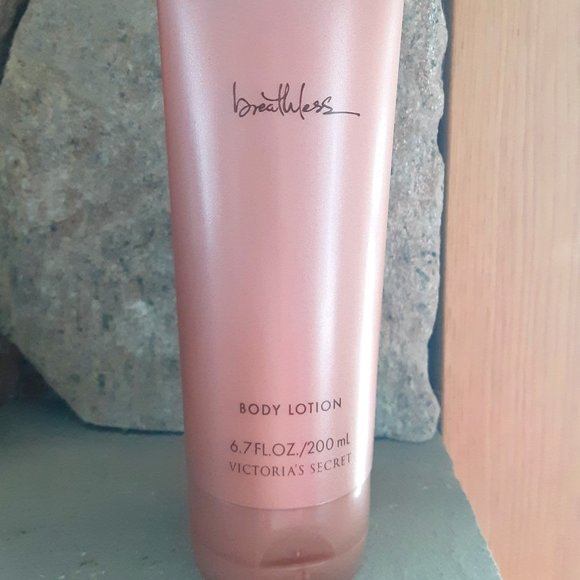 breathless
BODY LOTION
6.7FL.OZ./200 mL
VICTORIA'S SECRET